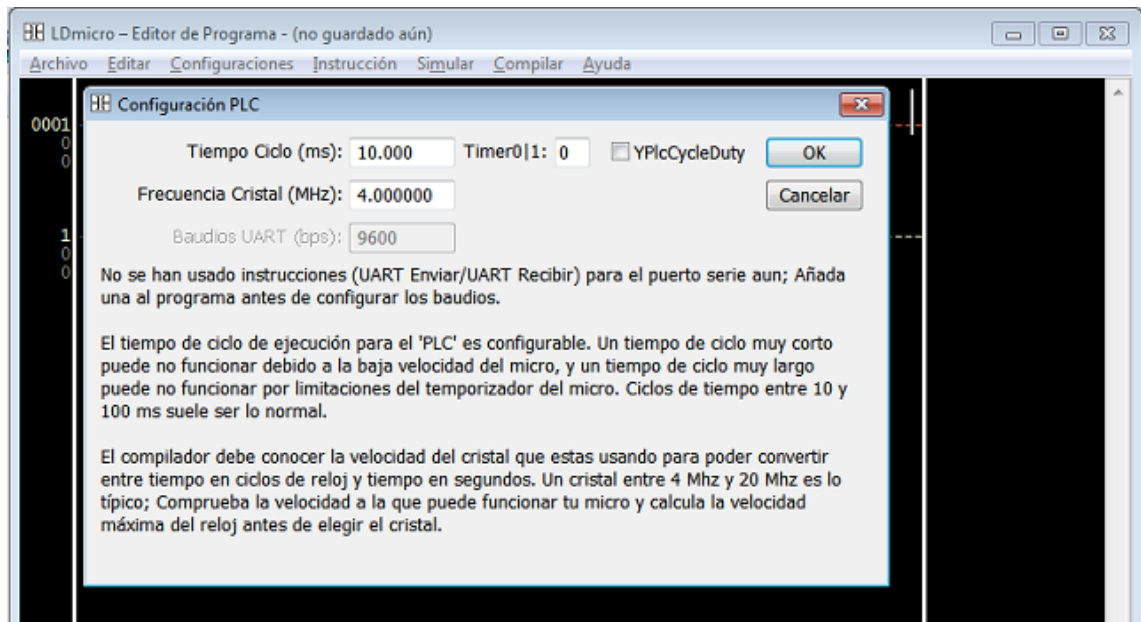 LDmicro – Editor de Programa - (no guardado aún)
Archivo Editar Configuraciones Instrucción Simular Compilar Ayuda
Configuración PLC
0001
0
0
Tiempo Ciclo (ms): 10.000 Timer0|1: 0 YPlcCycleDuty OK
Frecuencia Cristal (MHz): 4.000000 Cancelar
1
0
0
Baudios UART (bps): 9600
No se han usado instrucciones (UART Enviar/UART Recibir) para el puerto serie aun; Añada
una al programa antes de configurar los baudios.
El tiempo de ciclo de ejecución para el 'PLC' es configurable. Un tiempo de ciclo muy corto
puede no funcionar debido a la baja velocidad del micro, y un tiempo de ciclo muy largo
puede no funcionar por limitaciones del temporizador del micro. Ciclos de tiempo entre 10 y
100 ms suele ser lo normal.
El compilador debe conocer la velocidad del cristal que estas usando para poder convertir
entre tiempo en ciclos de reloj y tiempo en segundos. Un cristal entre 4 Mhz y 20 Mhz es lo
típico; Comprueba la velocidad a la que puede funcionar tu micro y calcula la velocidad
máxima del reloj antes de elegir el cristal.